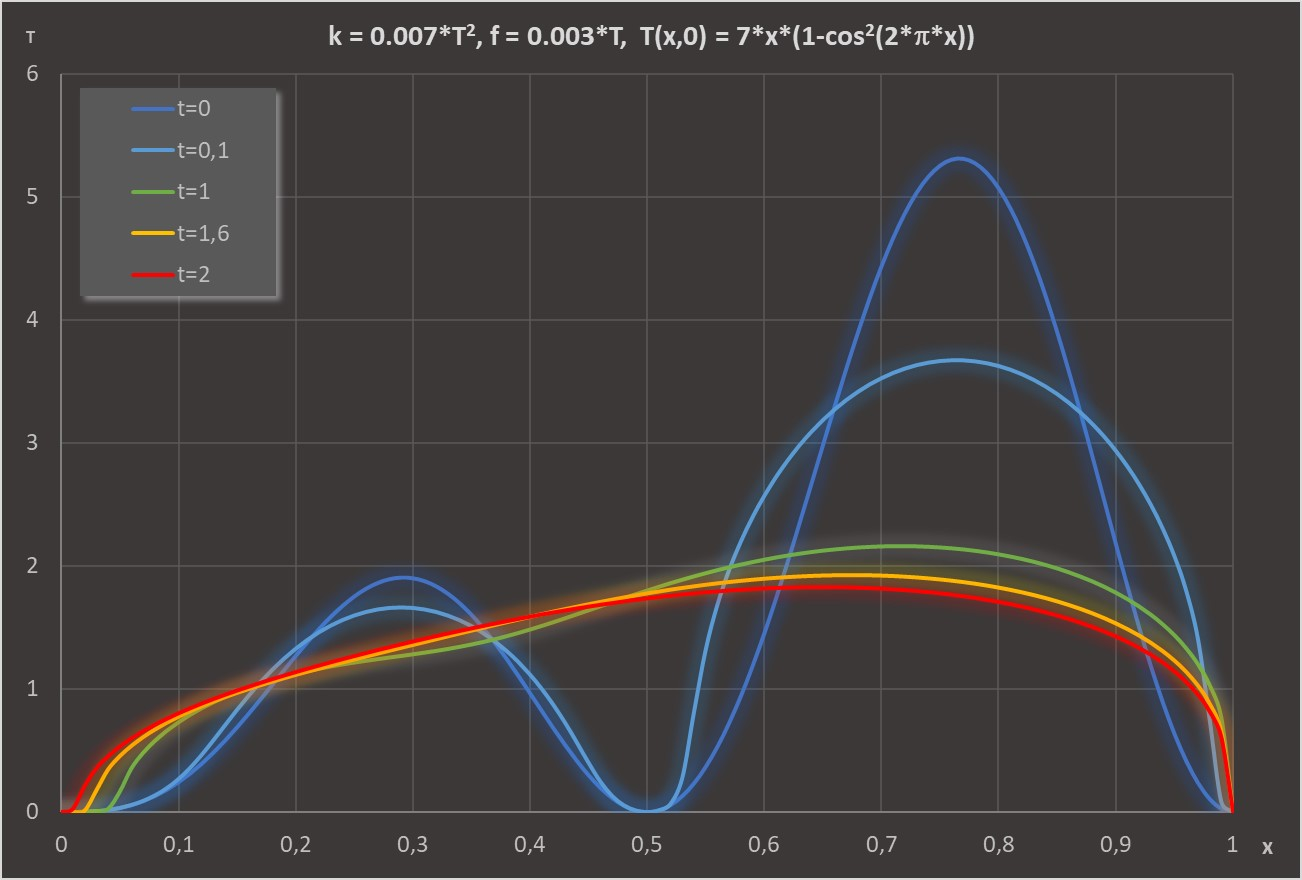 k = 0.007*T², f = 0.003*T, T(x,0) = 7*x*(1-cos²(2*π*x))
T
6
5
4
3
2
1
0
t=0
t=0,1
t=1
t=1,6
t=2
0 0,1 0,2 0,3 0,4 0,5 0,6 0,7 0,8 0,9 1 x